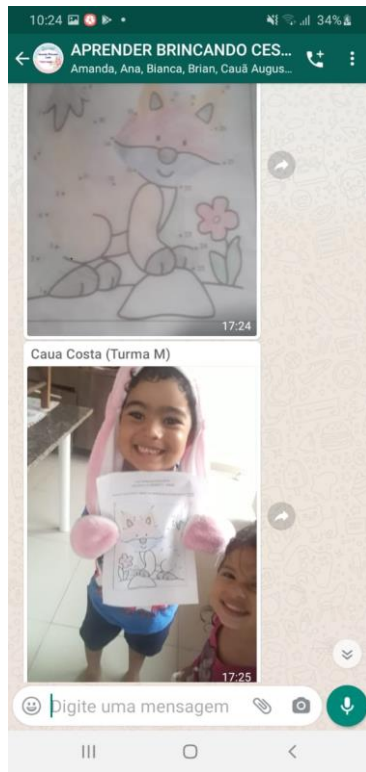 10:24
34%
APRENDER BRINCANDO CES...
Amanda, Ana, Bianca, Brian, Cauã Augus...
17:24
Caua Costa (Turma M)
17:25
Digite uma mensagem